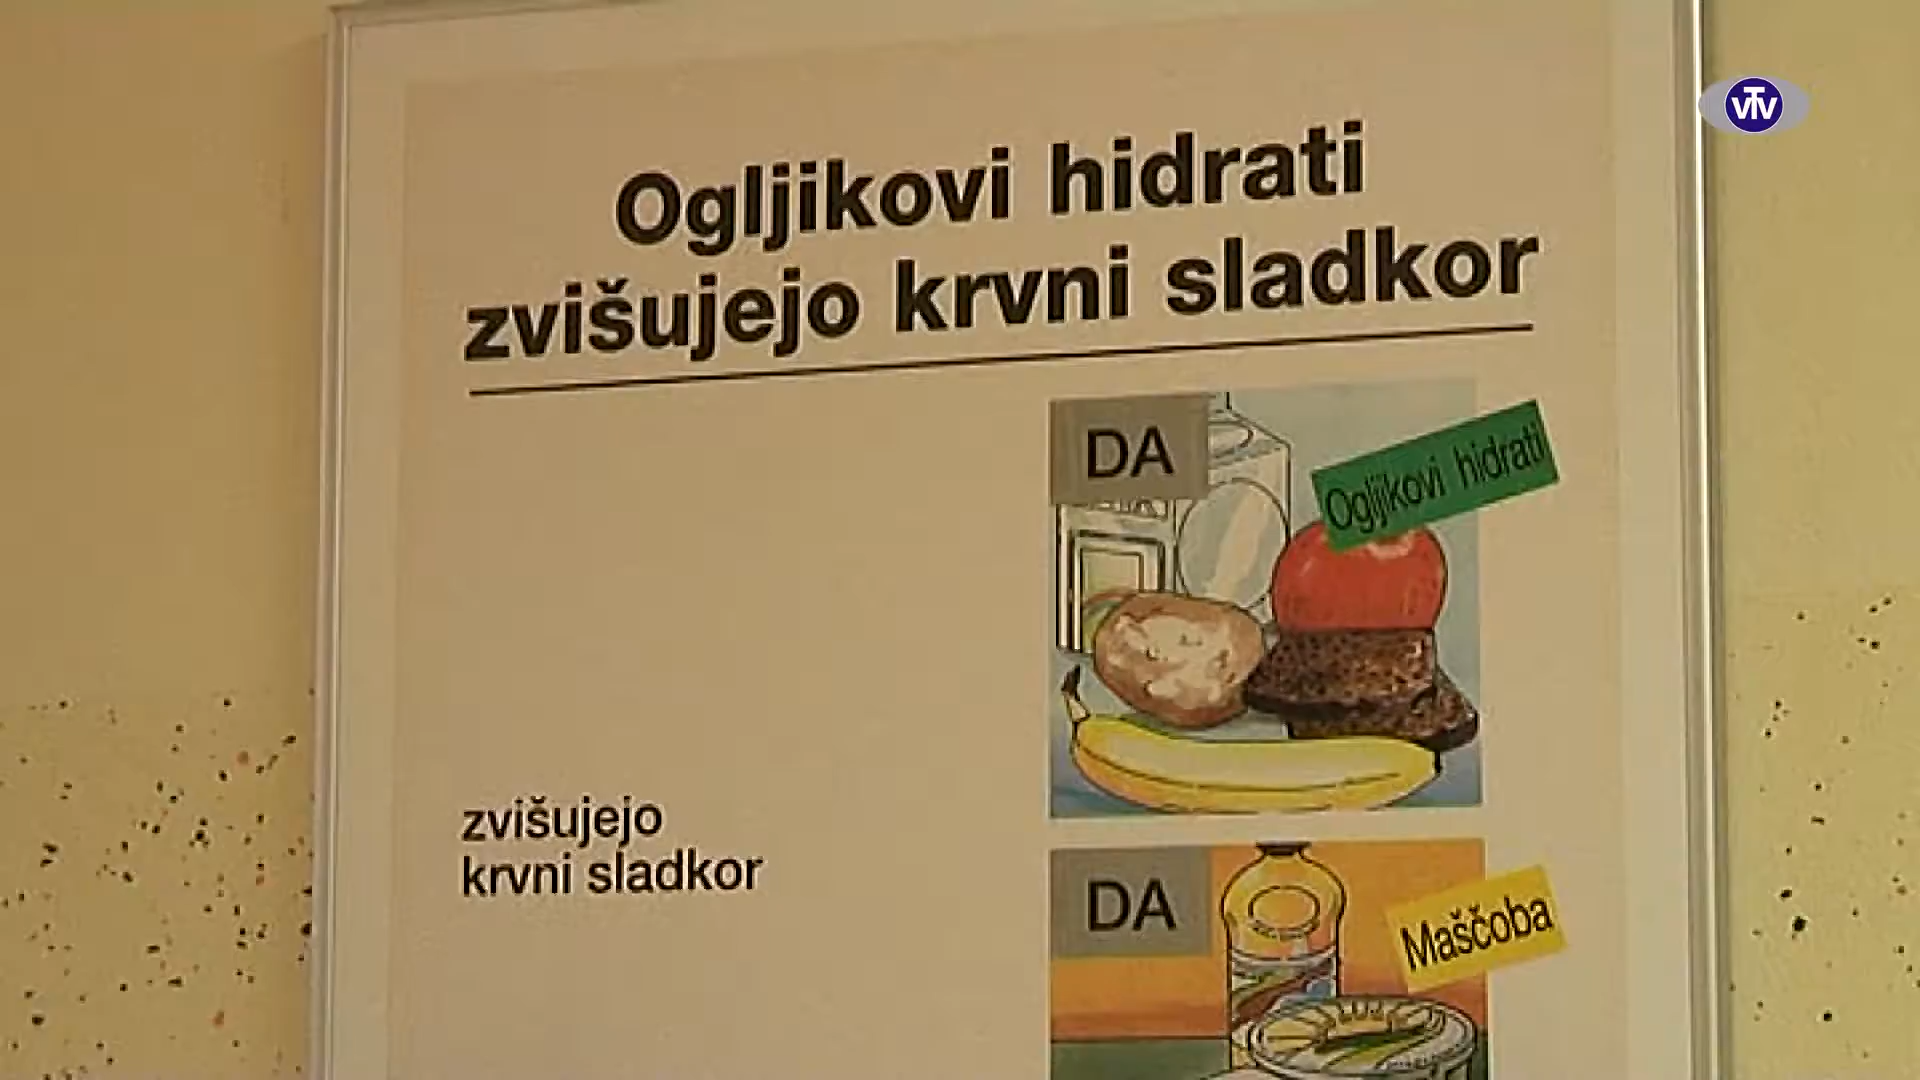 VTV
Ogljikovi hidrati
zvišujejo krvni sladkor
DA
Ogljikovi hidrati
zvišujejo
krvni sladkor
DA
Maščoba